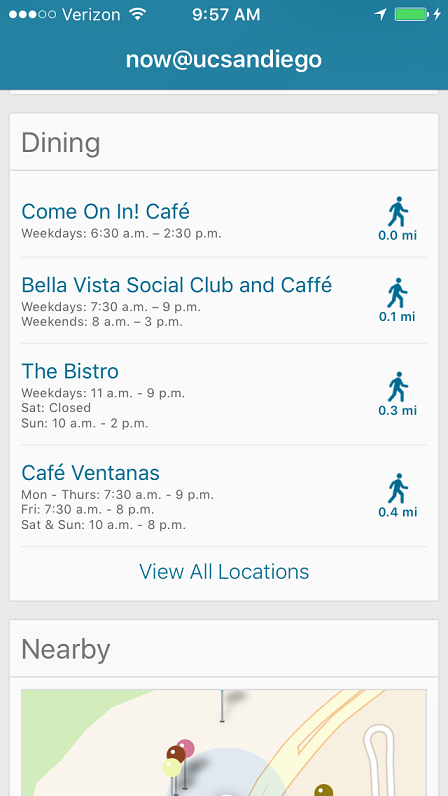 Verizon 9:57 AM
now@ucsandiego
Dining
Come On In! Café
Weekdays: 6:30 a.m. – 2:30 p.m.
0.0 mi
Bella Vista Social Club and Caffé
Weekdays: 7:30 a.m. – 9 p.m.
Weekends: 8 a.m. – 3 p.m.
0.1 mi
The Bistro
Weekdays: 11 a.m. - 9 p.m.
Sat: Closed
Sun: 10 a.m. - 2 p.m.
0.3 mi
Café Ventanas
Mon - Thurs: 7:30 a.m. - 9 p.m.
Fri: 7:30 a.m. - 8 p.m.
Sat & Sun: 10 a.m. - 8 p.m.
0.4 mi
View All Locations
Nearby